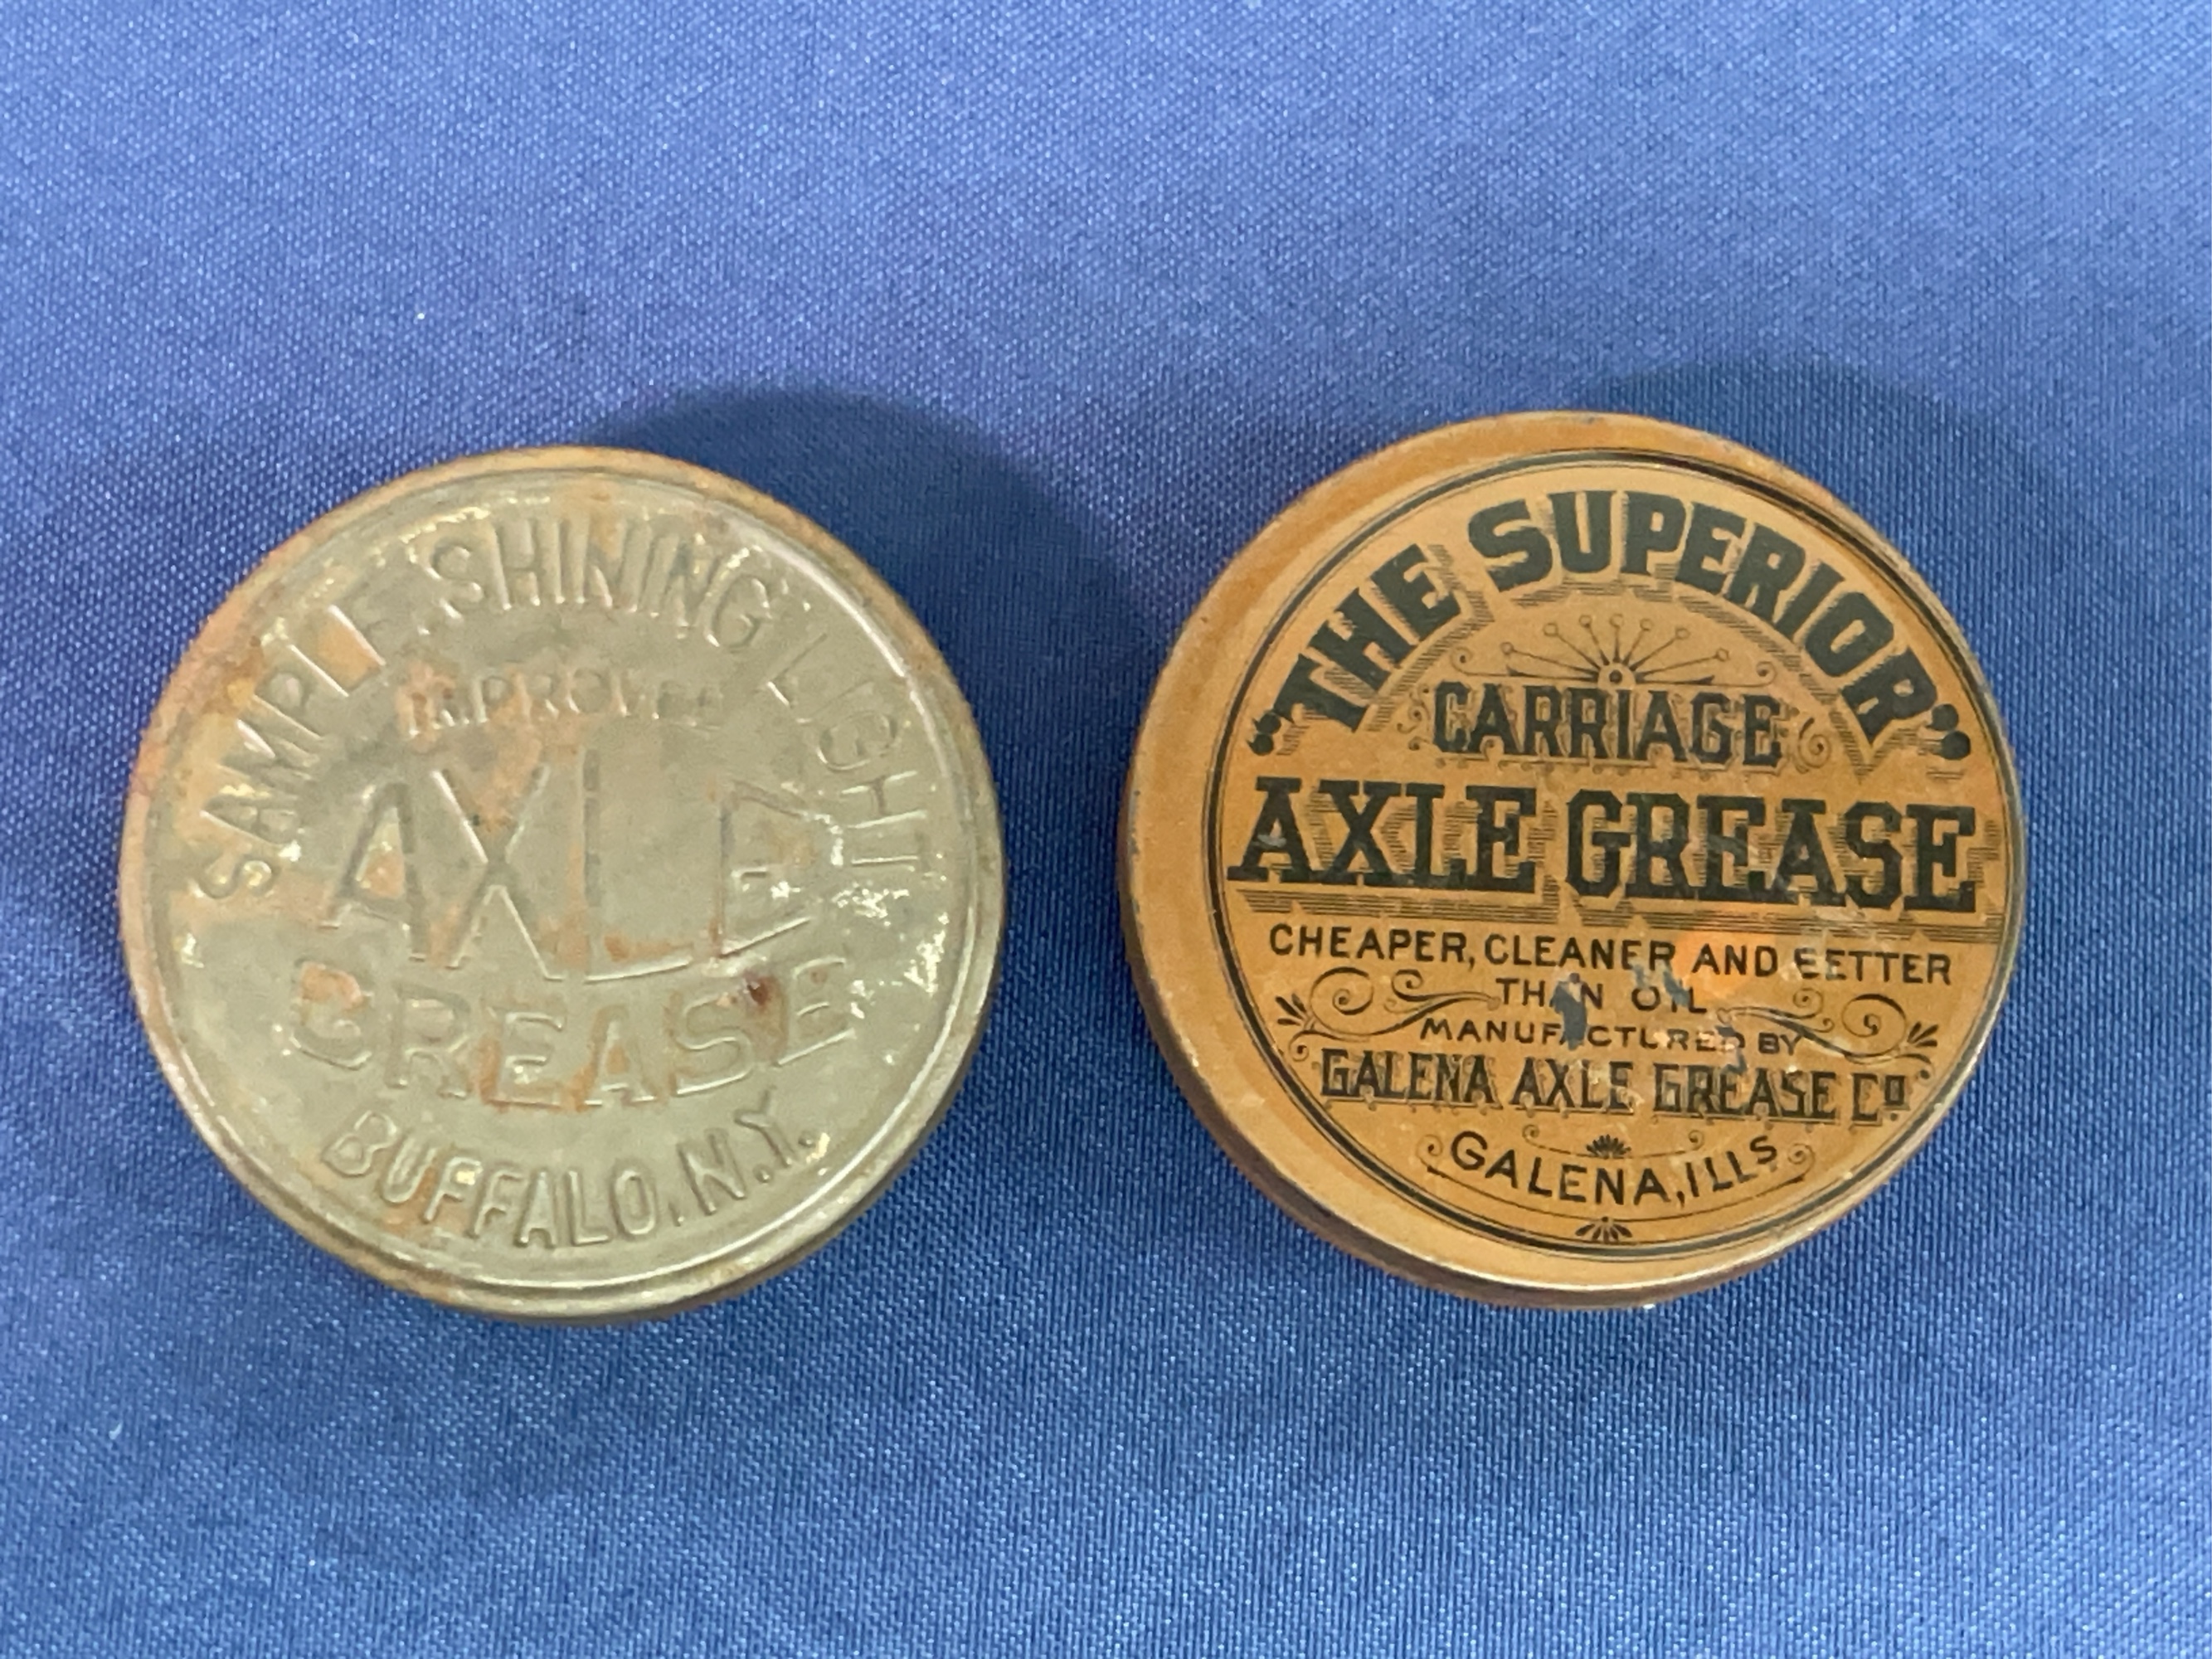 SAMPLE. SHINING LIGHT
IMPROVED
AXLE
GREASE
BUFFALO, N.Y.
"THE SUPERIOR"
CARRIAGE
AXLE GREASE
CHEAPER, CLEANER AND BETTER
THAN OIL
MANUFACTURED BY
GALENA AXLE GREASE Co
GALENA, ILLS